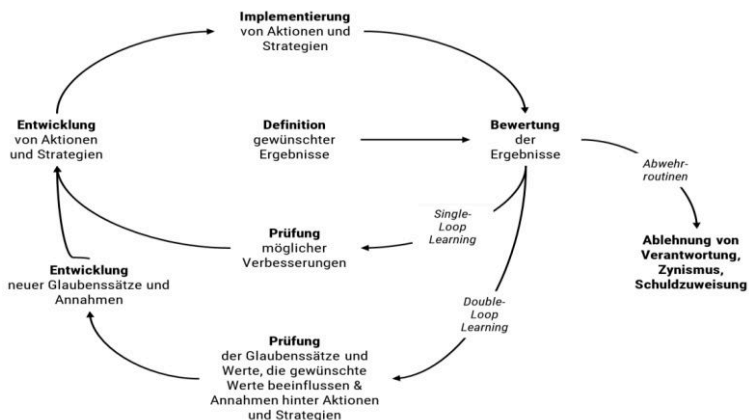 Implementierung
von Aktionen und
Strategien
Entwicklung
von Aktionen
und Strategien
Definition
gewünschter
Ergebnisse
Bewertung
der
Ergebnisse
Abwehr-
routinen
Single-
Loop
Learning
Prüfung
möglicher
Verbesserungen
Ablehnung von
Verantwortung,
Zynismus,
Schuldzuweisung
Entwicklung
neuer Glaubenssätze und
Annahmen
Double-
Loop
Learning
Prüfung
der Glaubenssätze und
Werte, die gewünschte
Werte beeinflussen &
Annahmen hinter Aktionen
und Strategien